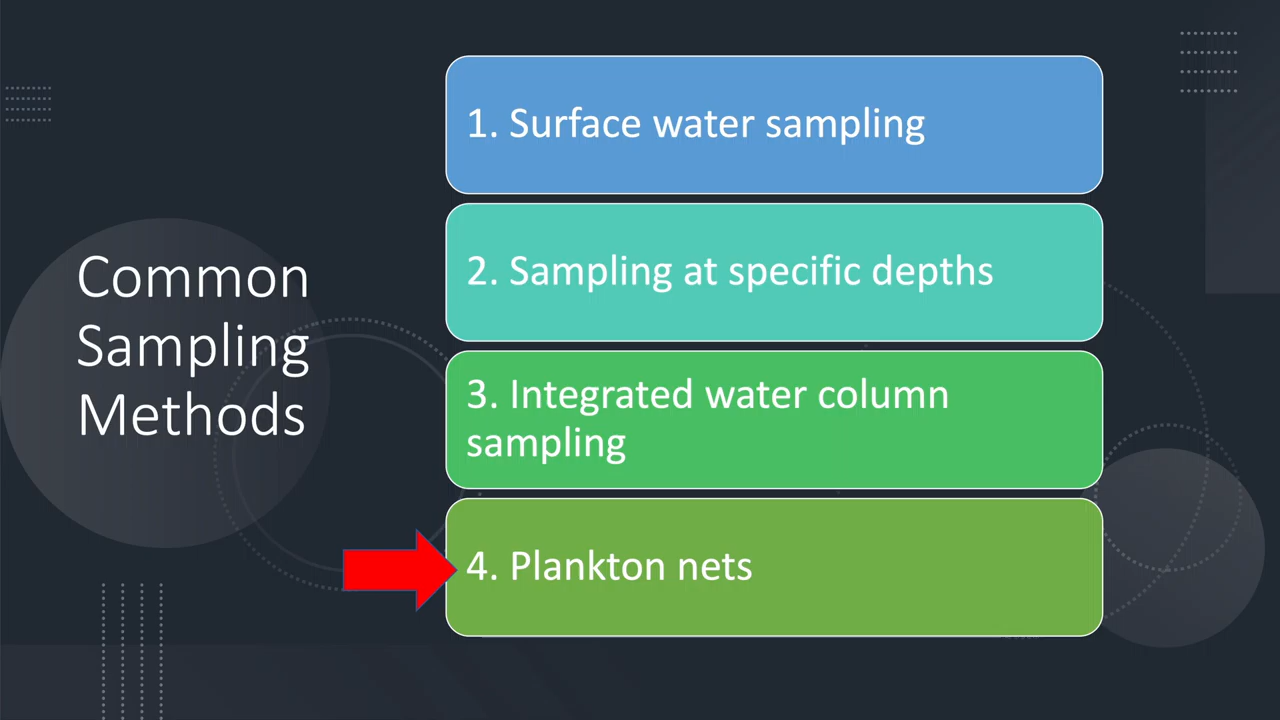 Common
Sampling
Methods
1. Surface water sampling
2. Sampling at specific depths
3. Integrated water column
sampling
4. Plankton nets